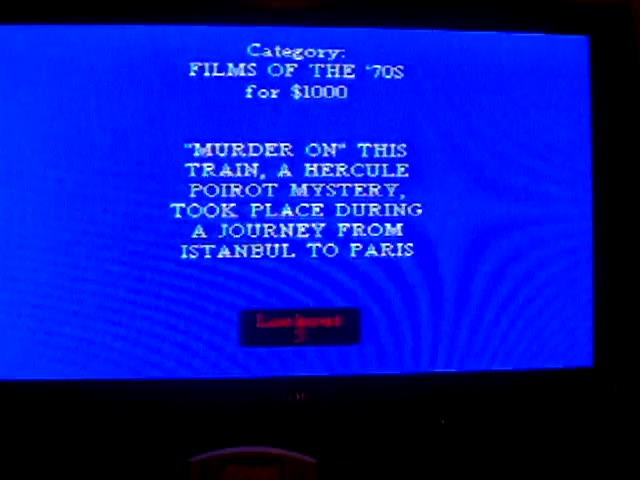 Category:
FILMS OF THE '70S
for $1000
"MURDER ON" THIS
TRAIN, A HERCULE
POIROT MYSTERY,
TOOK PLACE DURING
A JOURNEY FROM
ISTANBUL TO PARIS